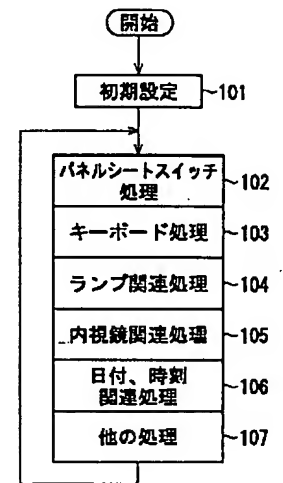 開始
初期設定 101
パネルシートスイッチ
処理 102
キーボード処理 103
ランプ関連処理 104
内視鏡関連処理 105
日付、時刻
関連処理 106
他の処理 107